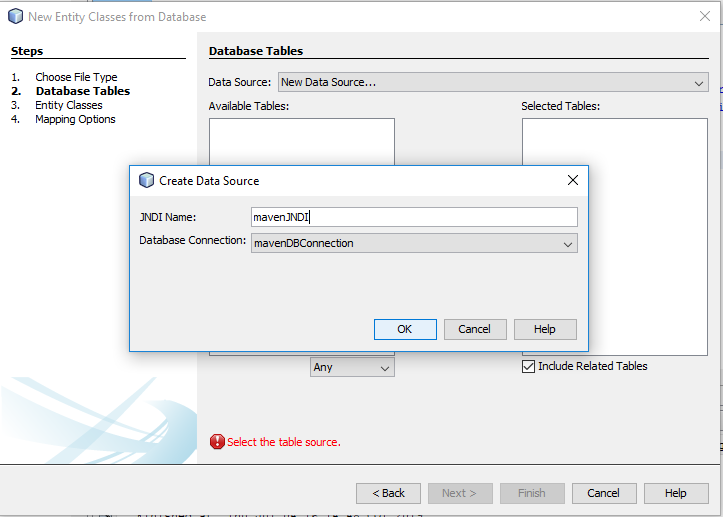 New Entity Classes from Database
Steps
1. Choose File Type
2. Database Tables
3. Entity Classes
4. Mapping Options
Database Tables
Data Source: New Data Source...
Available Tables:
Selected Tables:
Create Data Source
JNDI Name: mavenJNDI
Database Connection: mavenDBConnection
OK Cancel Help
Any
Include Related Tables
Select the table source.
< Back Next > Finish Cancel Help